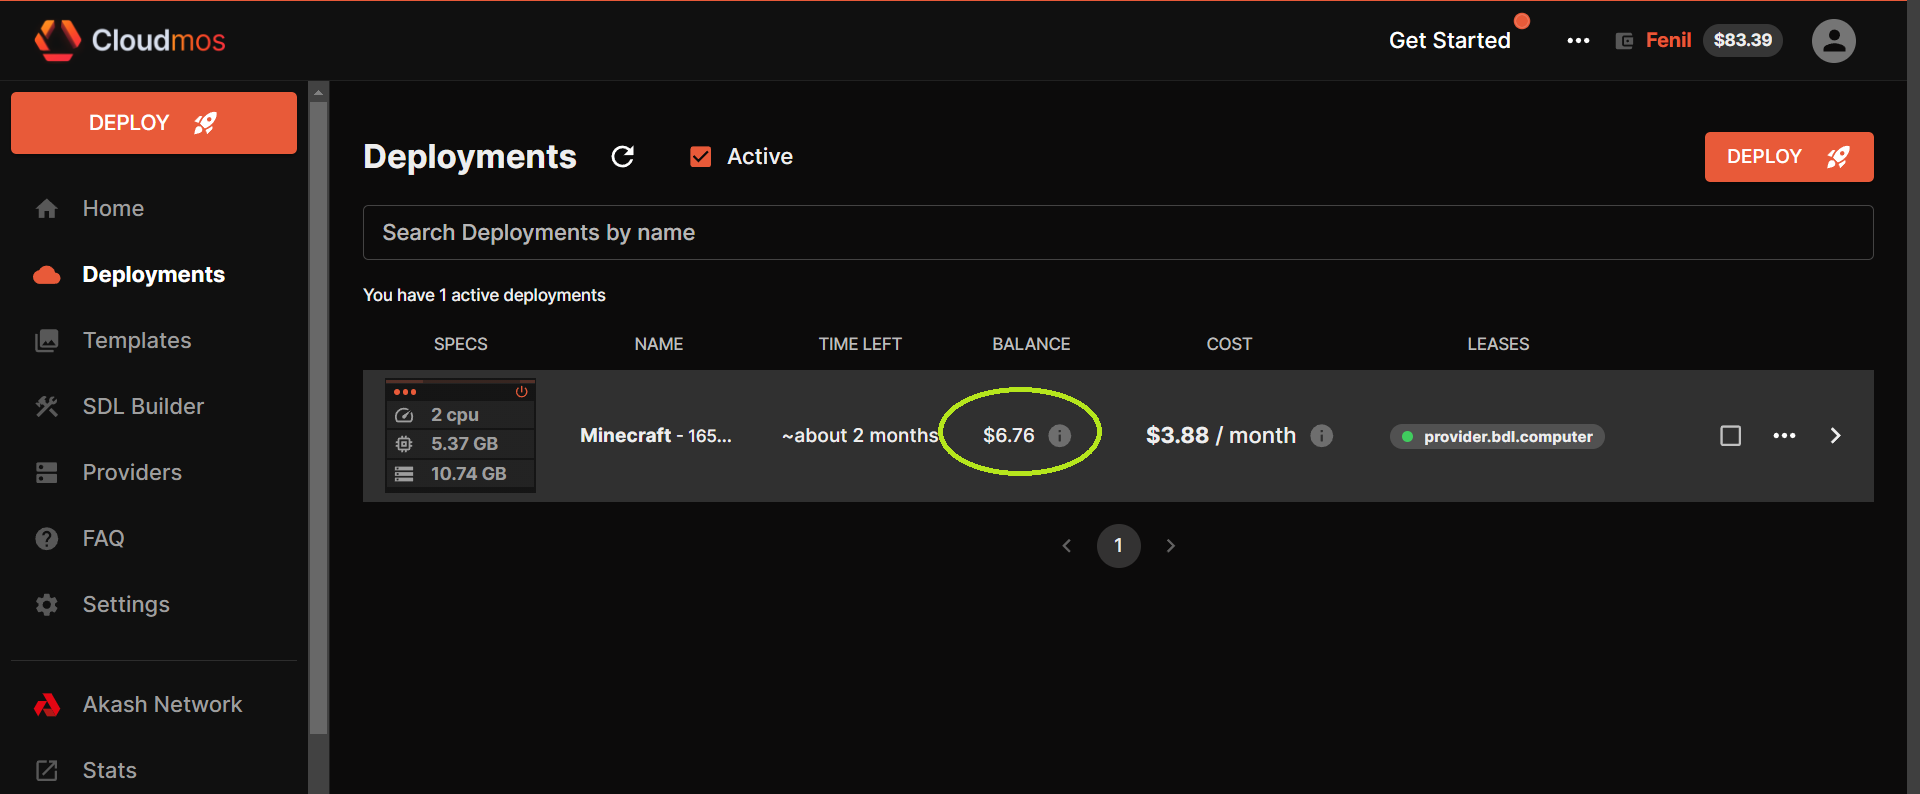 Cloudmos
Get Started
Fenil
$83.39
DEPLOY
Home
Deployments
Templates
SDL Builder
Providers
FAQ
Settings
Akash Network
Stats
Deployments
Active
DEPLOY
Search Deployments by name
You have 1 active deployments
SPECS NAME TIME LEFT BALANCE COST LEASES
2 cpu
5.37 GB
10.74 GB
Minecraft - 165...
~about 2 months
$6.76
$3.88 / month
provider.bdl.computer
1